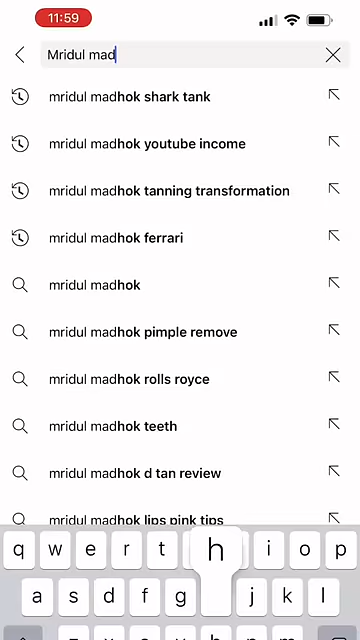 11:59
Mridul mad
mridul madhok shark tank
mridul madhok youtube income
mridul madhok tanning transformation
mridul madhok ferrari
mridul madhok
mridul madhok pimple remove
mridul madhok rolls royce
mridul madhok teeth
mridul madhok d tan review
mridul madhok lips pink tips
q w e r t h i o p
a s d f g j k l